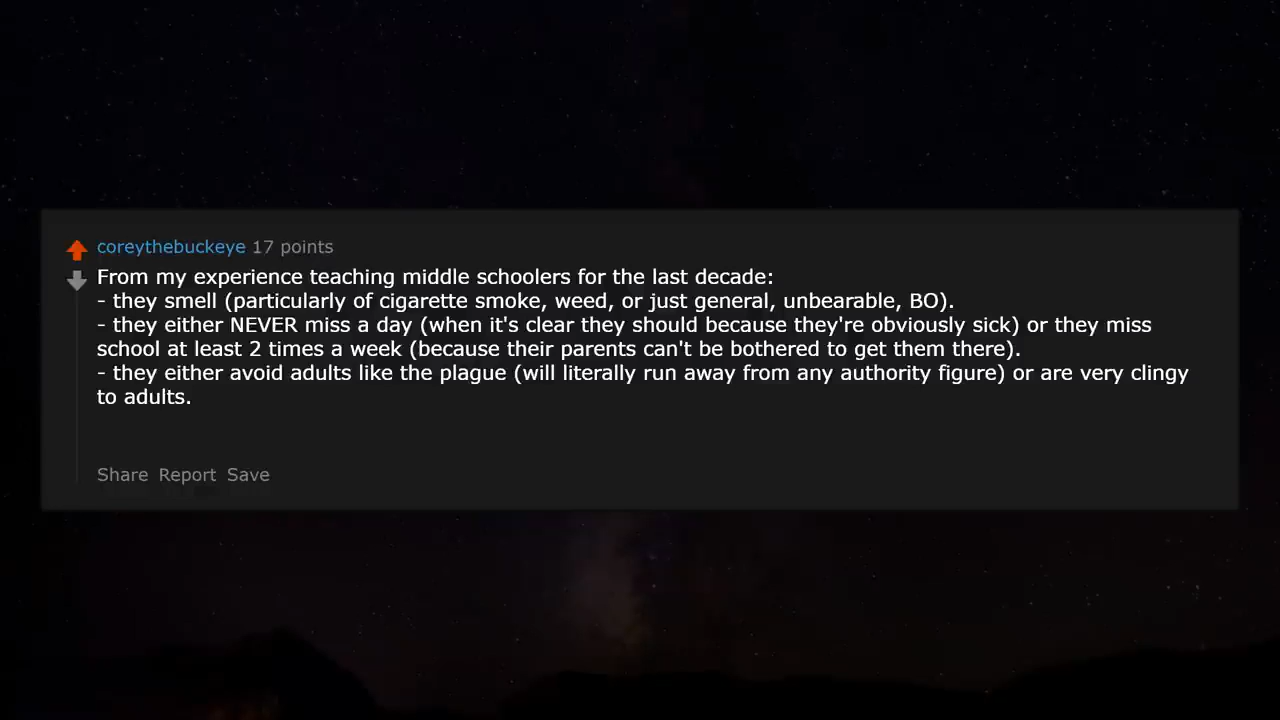 coreythebuckeye 17 points
From my experience teaching middle schoolers for the last decade:
- they smell (particularly of cigarette smoke, weed, or just general, unbearable, BO).
- they either NEVER miss a day (when it's clear they should because they're obviously sick) or they miss
school at least 2 times a week (because their parents can't be bothered to get them there).
- they either avoid adults like the plague (will literally run away from any authority figure) or are very clingy
to adults.
Share Report Save